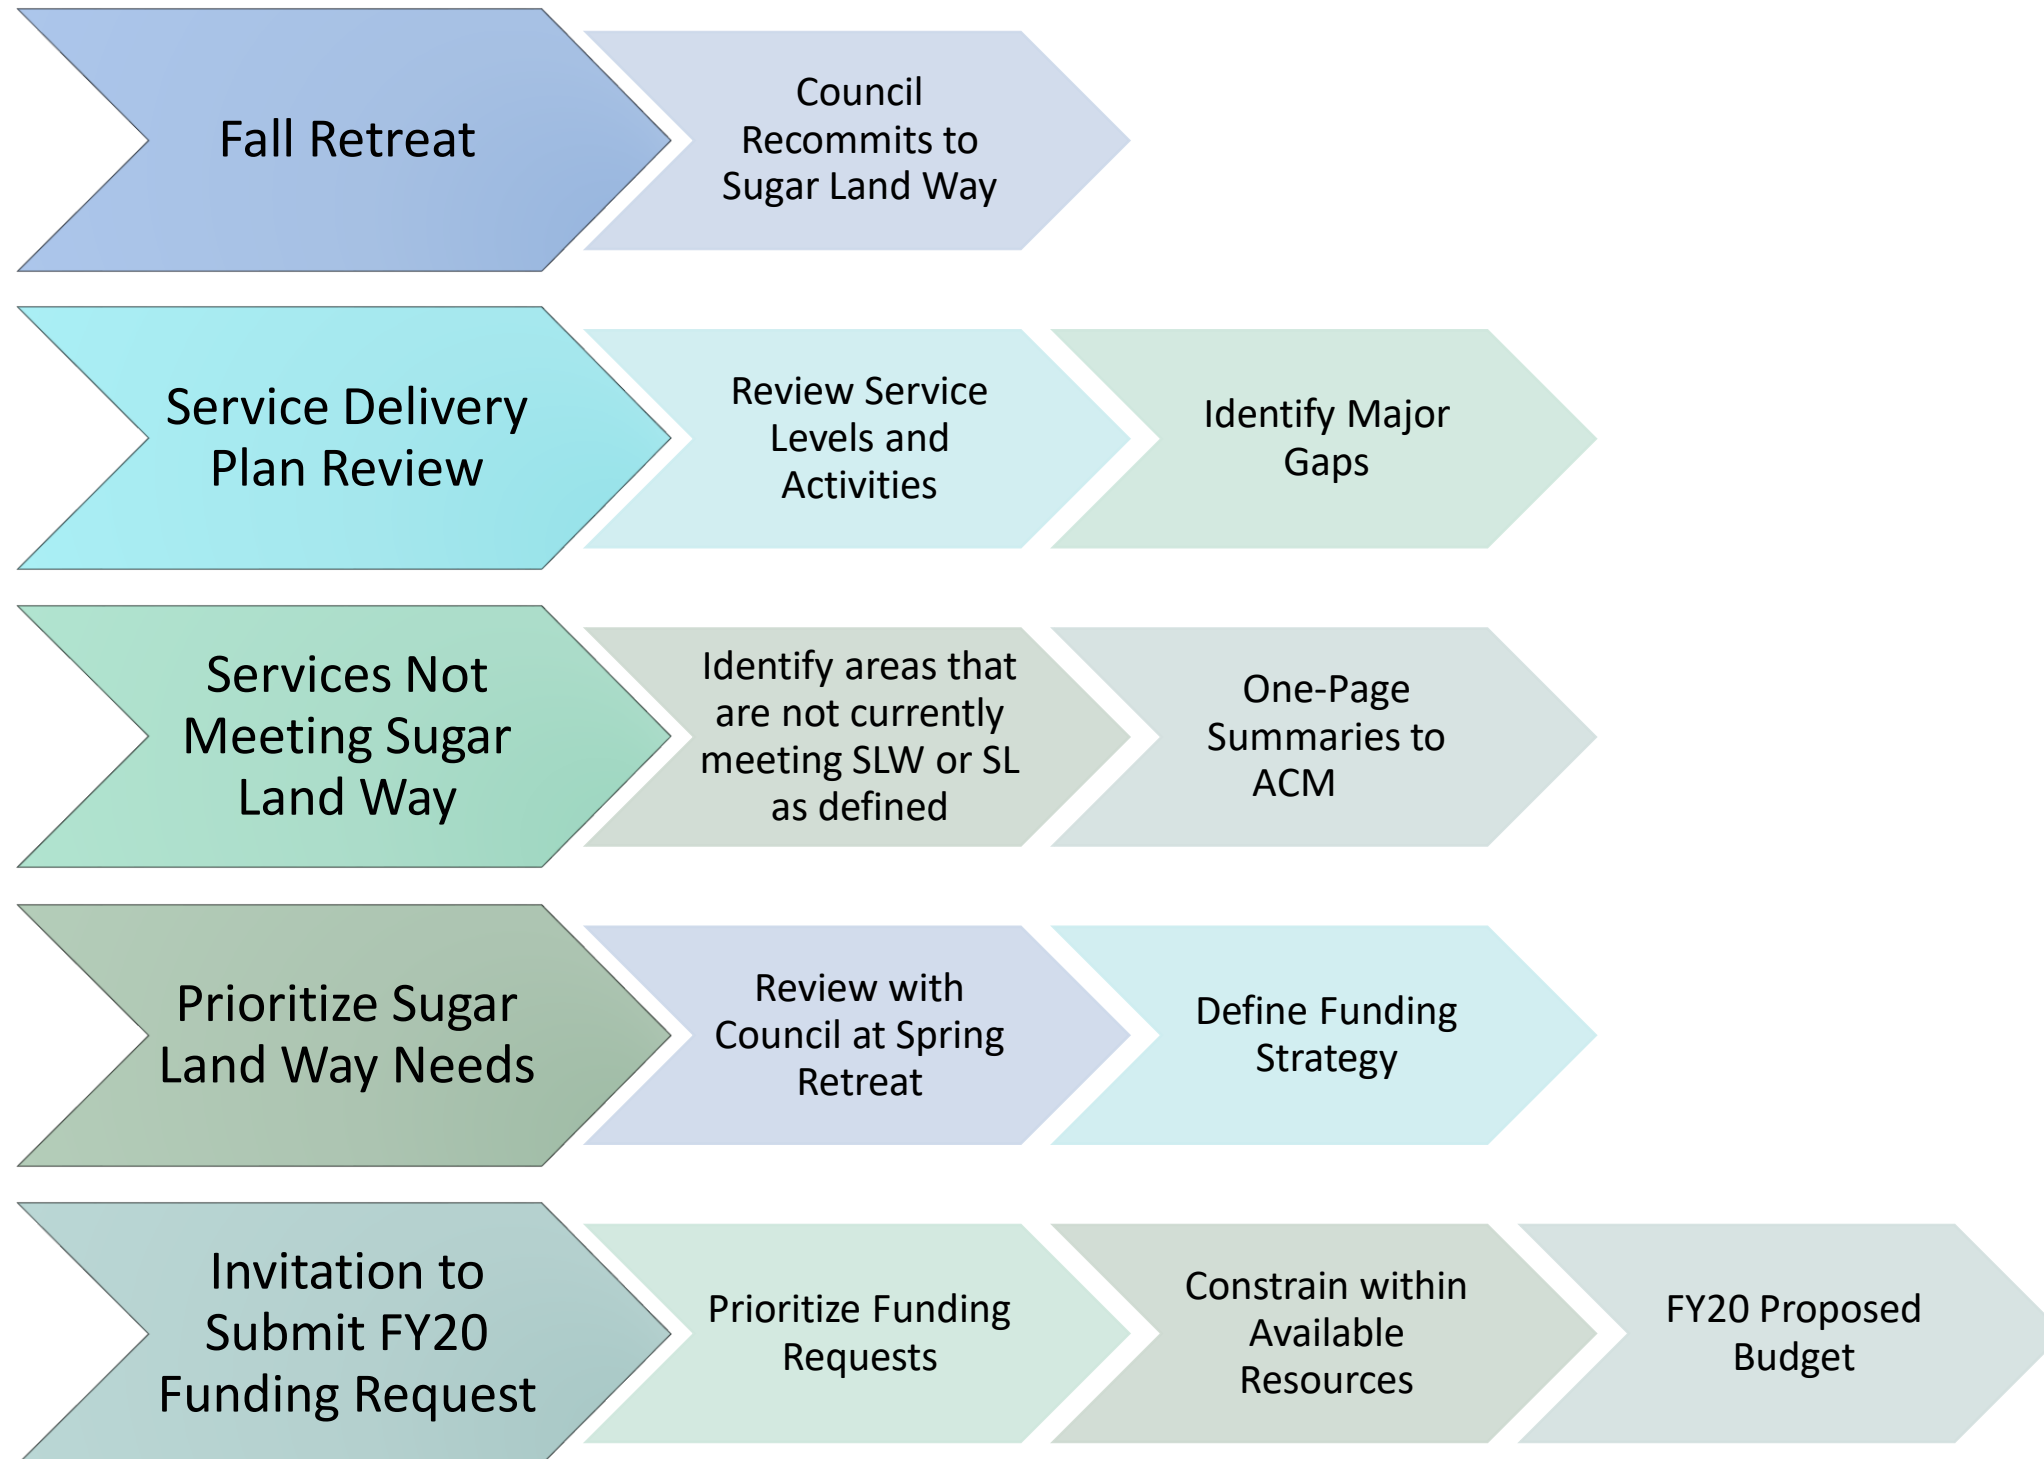 Fall Retreat
Council
Recommits to
Sugar Land Way
Service Delivery
Plan Review
Review Service
Levels and
Activities
Identify Major
Gaps
Services Not
Meeting Sugar
Land Way
Identify areas that
are not currently
meeting SLW or SL
as defined
One-Page
Summaries to
ACM
Prioritize Sugar
Land Way Needs
Review with
Council at Spring
Retreat
Define Funding
Strategy
Invitation to
Submit FY20
Funding Request
Prioritize Funding
Requests
Constrain within
Available
Resources
FY20 Proposed
Budget